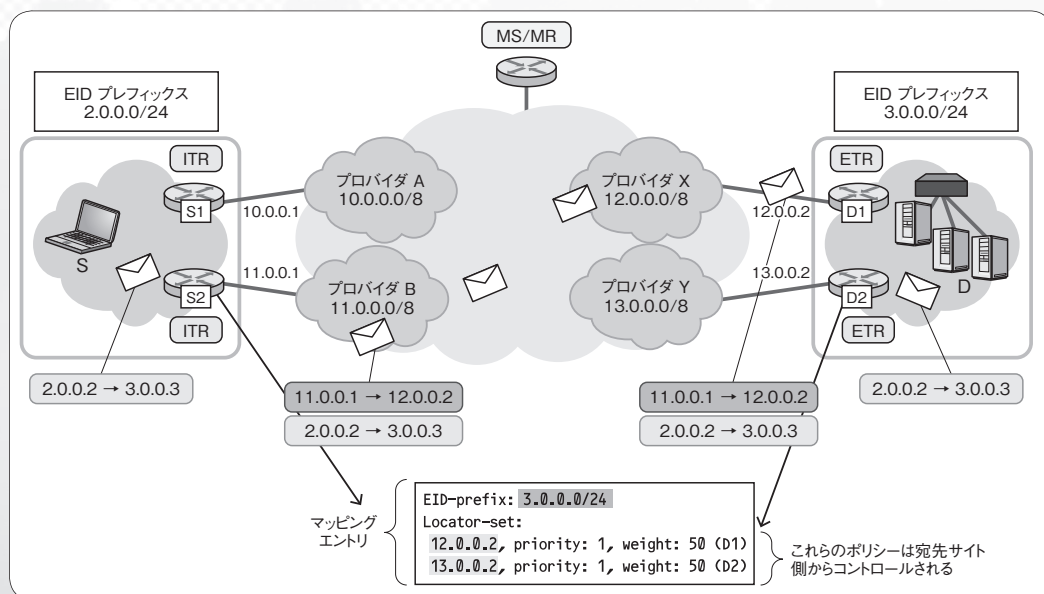 MS/MR
EID プレフィックス
2.0.0.0/24
EID プレフィックス
3.0.0.0/24
ITR
S1
10.0.0.1
プロバイダ A
10.0.0.0/8
プロバイダ X
12.0.0.0/8
12.0.0.2
ETR
D1
S
S2
ITR
11.0.0.1
プロバイダ B
11.0.0.0/8
プロバイダ Y
13.0.0.0/8
13.0.0.2
D2
ETR
D
2.0.0.2 → 3.0.0.3
11.0.0.1 → 12.0.0.2
2.0.0.2 → 3.0.0.3
11.0.0.1 → 12.0.0.2
2.0.0.2 → 3.0.0.3
2.0.0.2 → 3.0.0.3
マッピング
エントリ
EID-prefix: 3.0.0.0/24
Locator-set:
12.0.0.2, priority: 1, weight: 50 (D1)
13.0.0.2, priority: 1, weight: 50 (D2)
これらのポリシーは宛先サイト
側からコントロールされる